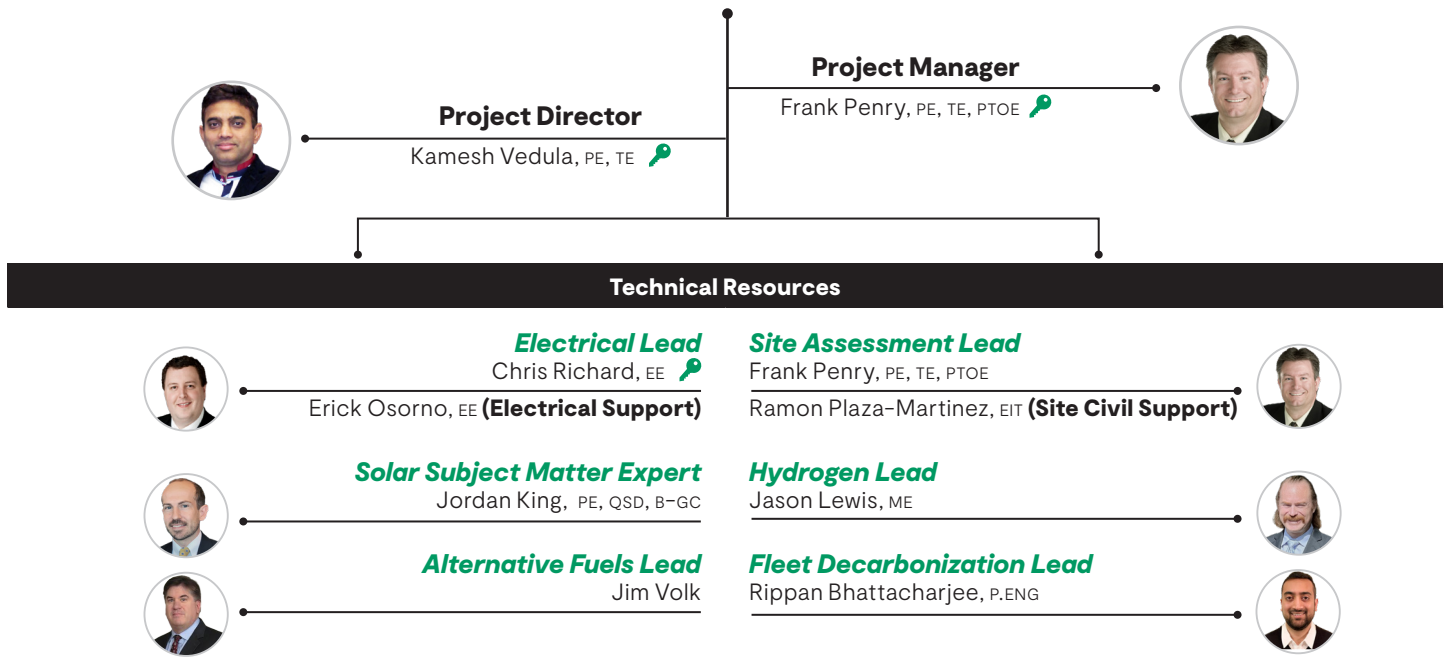 Project Manager
Frank Penry, PE, TE, PTOE
Project Director
Kamesh Vedula, PE, TE
Technical Resources
Electrical Lead
Chris Richard, EE
Erick Osorno, EE (Electrical Support)
Site Assessment Lead
Frank Penry, PE, TE, PTOE
Ramon Plaza-Martinez, EIT (Site Civil Support)
Solar Subject Matter Expert
Jordan King, PE, QSD, B-GC
Hydrogen Lead
Jason Lewis, ME
Alternative Fuels Lead
Jim Volk
Fleet Decarbonization Lead
Rippan Bhattacharjee, P.ENG